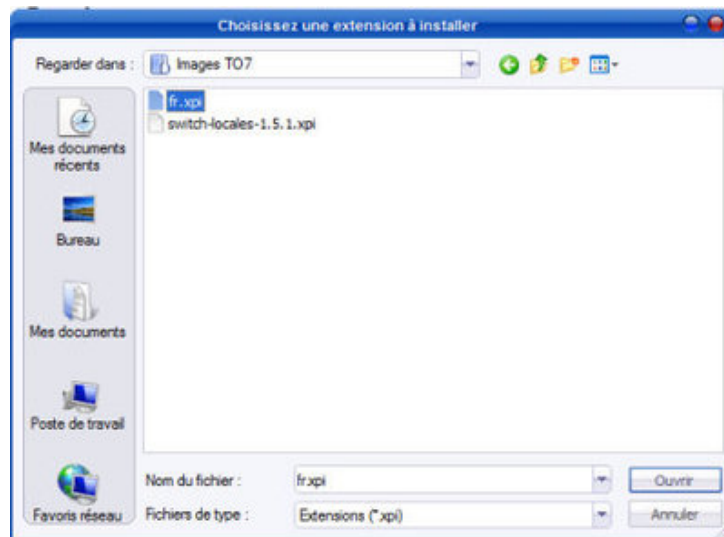 Choisissez une extension à installer
Regarder dans :
Images TO7
fr.xpi
switch-locales-1.5.1.xpi
Mes documents
récents
Bureau
Mes documents
Poste de travail
Favoris réseau
Nom du fichier :
fr.xpi
Ouvrir
Fichiers de type :
Extensions (*.xpi)
Annuler